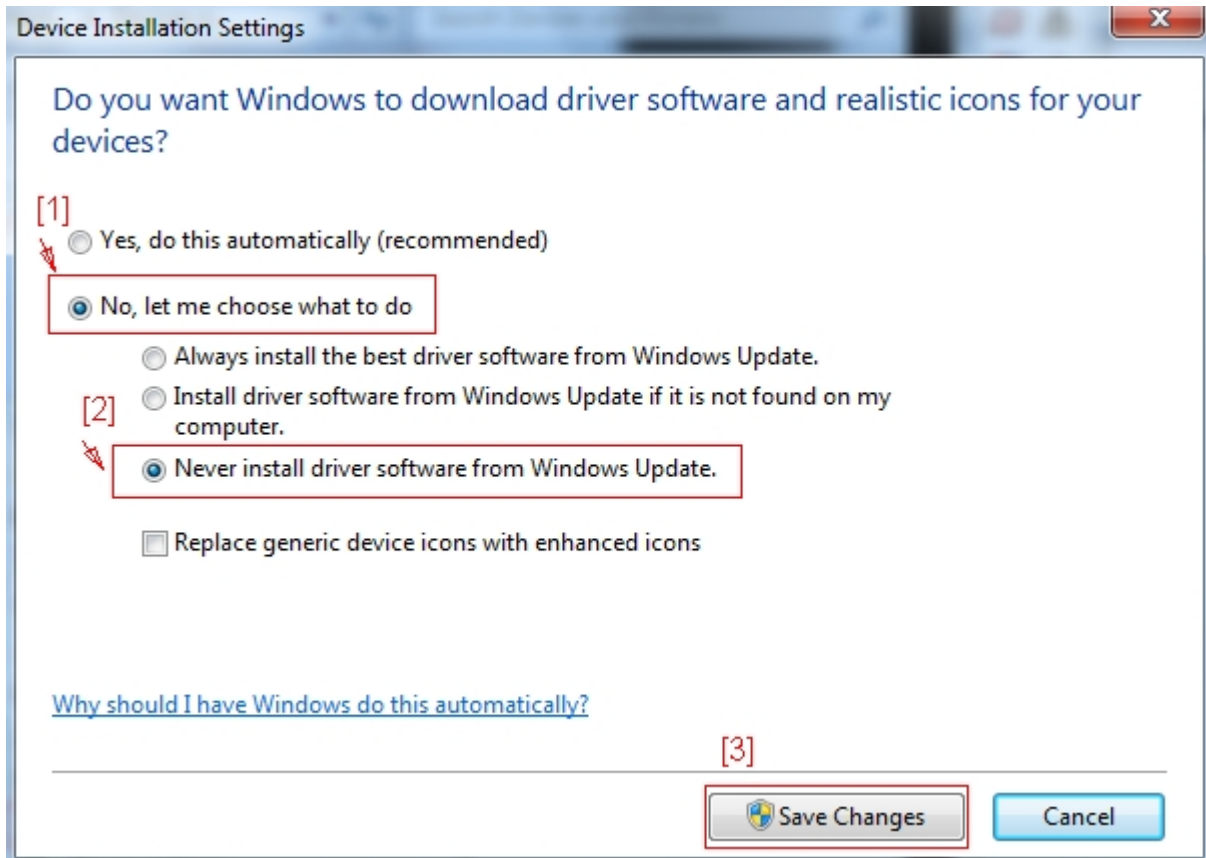 Device Installation Settings
Do you want Windows to download driver software and realistic icons for your
devices?
[1]
Yes, do this automatically (recommended)
No, let me choose what to do
Always install the best driver software from Windows Update.
[2]
Install driver software from Windows Update if it is not found on my
computer.
Never install driver software from Windows Update.
Replace generic device icons with enhanced icons
Why should I have Windows do this automatically?
[3]
Save Changes
Cancel